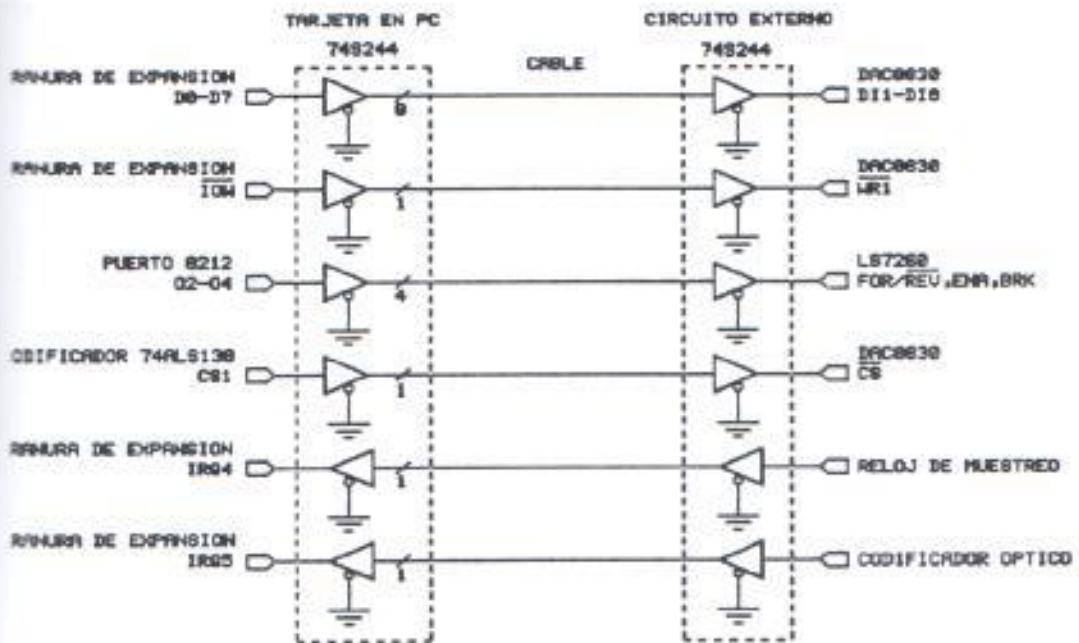 TARJETA EN PC
74S244
CABLE
CIRCUITO EXTERNO
74S244
RANURA DE EXPANSION
D0-D7
8
DAC0830
DI1-DI8
RANURA DE EXPANSION
IOW
1
DAC0830
WR1
PUERTO 8212
O2-O4
4
LS7260
FOR/REV,ENA,BRK
ODIFICADOR 74ALS138
CS1
1
DAC0830
CS
RANURA DE EXPANSION
IRQ4
1
RELOJ DE MUESTREO
RANURA DE EXPANSION
IRQ5
1
CODIFICADOR OPTICO